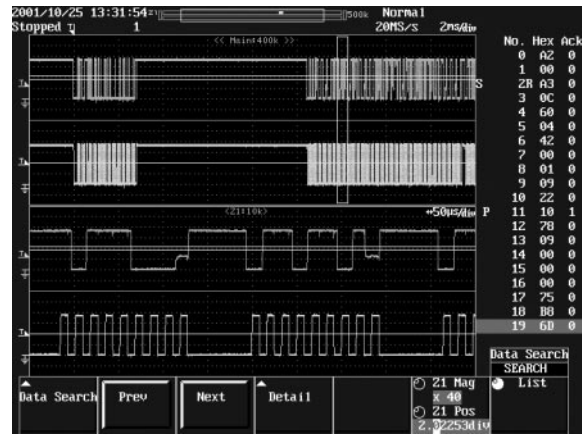 2001/10/25 13:31:54 500k Normal
Stopped 1 20MS/s 2ms/div
<< Main:400k >>
No. Hex Ack
0 A2 0
1 00 0
S 2R A3 0
3 0C 0
4 60 0
5 04 0
6 42 0
7 00 0
8 01 0
9 09 0
10 22 0
P 11 10 1
12 78 0
13 09 0
14 00 0
15 00 0
16 00 0
17 75 0
18 B8 0
19 6D 0
<Z1:10k> 50μs/div
Data Search
SEARCH
List
Data Search Prev Next Detail
Z1 Mag
x 40
Z1 Pos
2.02253div